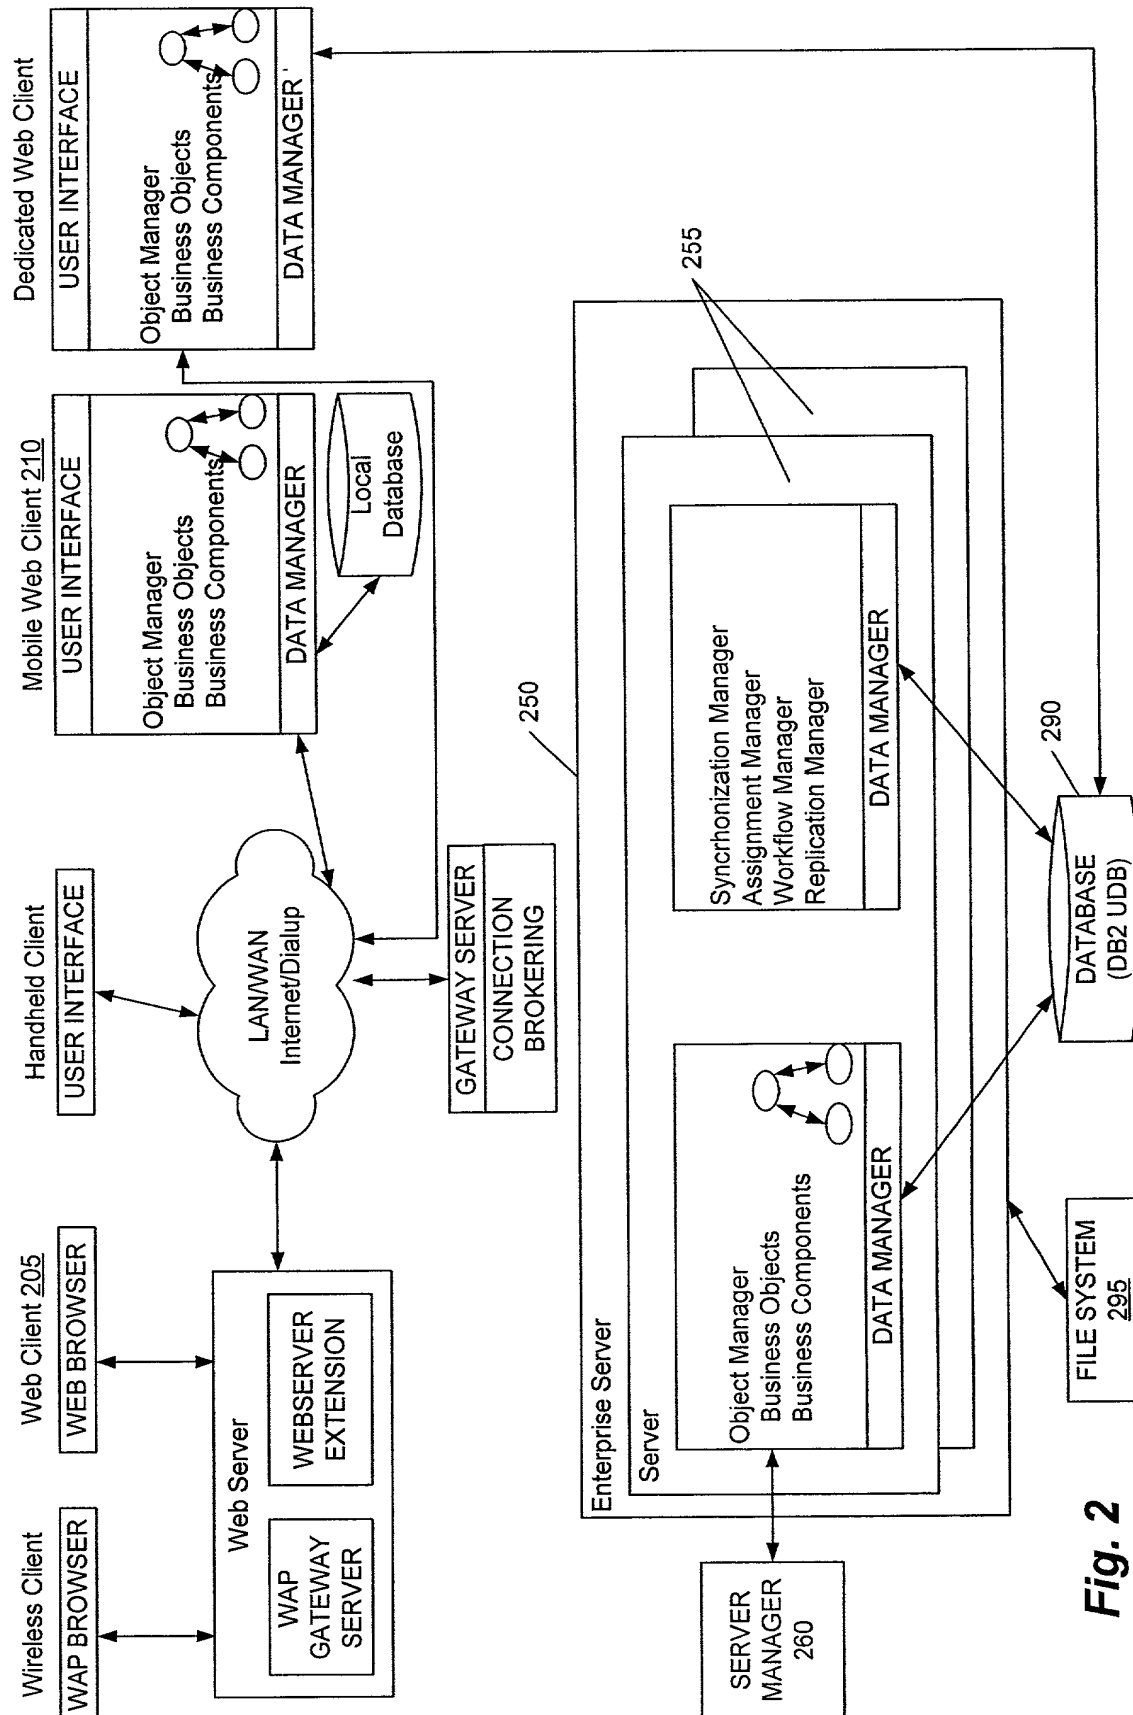 Wireless Client
WAP BROWSER
Web Client 205
WEB BROWSER
Handheld Client
USER INTERFACE
Mobile Web Client 210
USER INTERFACE
Object Manager
Business Objects
Business Components
DATA MANAGER
Local
Database
Dedicated Web Client
USER INTERFACE
Object Manager
Business Objects
Business Components
DATA MANAGER
Web Server
WAP
GATEWAY
SERVER
WEBSERVER
EXTENSION
LAN/WAN
Internet/Dialup
GATEWAY SERVER
CONNECTION
BROKERING
250
255
Enterprise Server
Server
Object Manager
Business Objects
Business Components
DATA MANAGER
Syncrhonization Manager
Assignment Manager
Workflow Manager
Replication Manager
DATA MANAGER
SERVER
MANAGER
260
FILE SYSTEM
295
290
DATABASE
(DB2 UDB)
Fig. 2